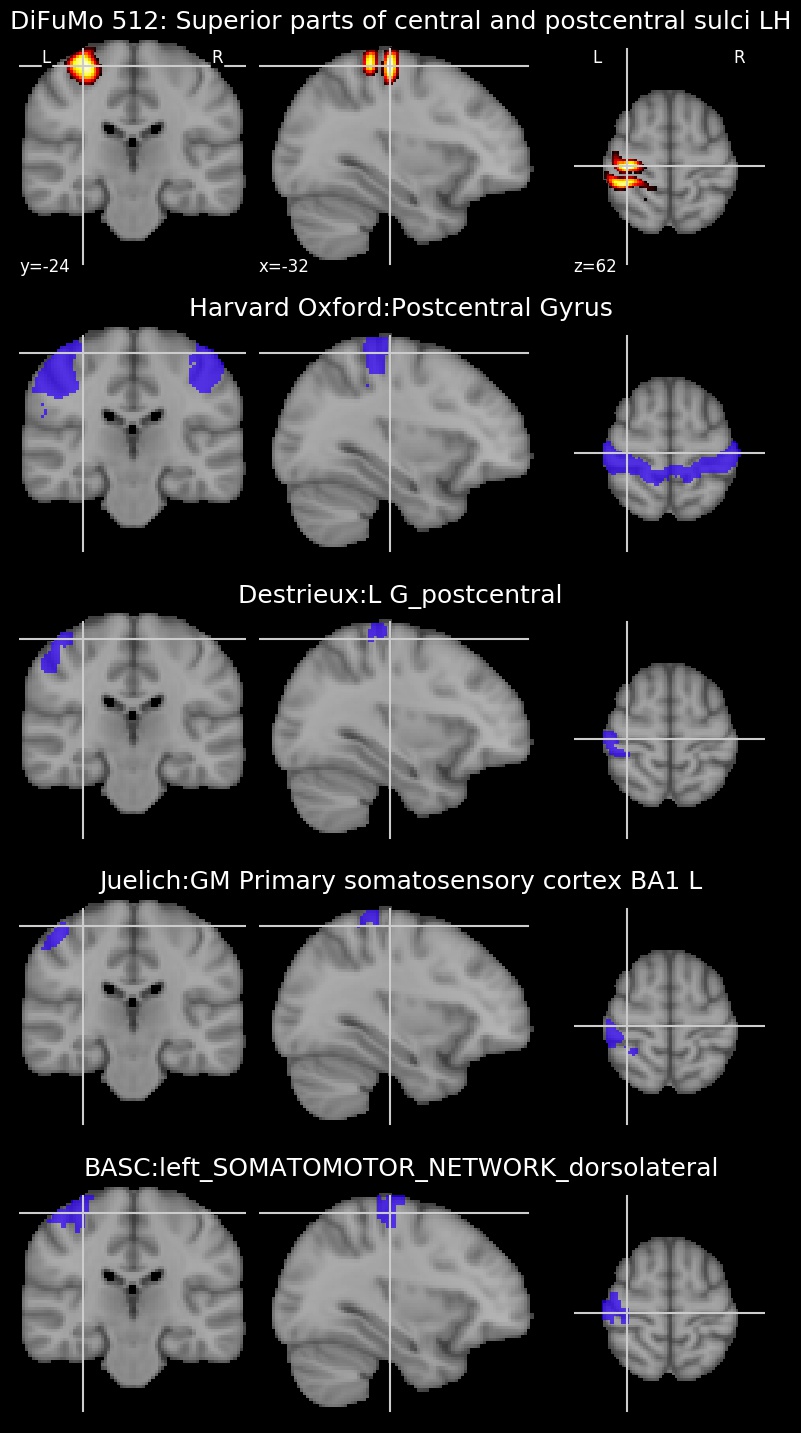 DiFuMo 512: Superior parts of central and postcentral sulci LH
L R L R
y=-24 x=-32 z=62
Harvard Oxford:Postcentral Gyrus
Destrieux:L G_postcentral
Juelich:GM Primary somatosensory cortex BA1 L
BASC:left_SOMATOMOTOR_NETWORK_dorsolateral